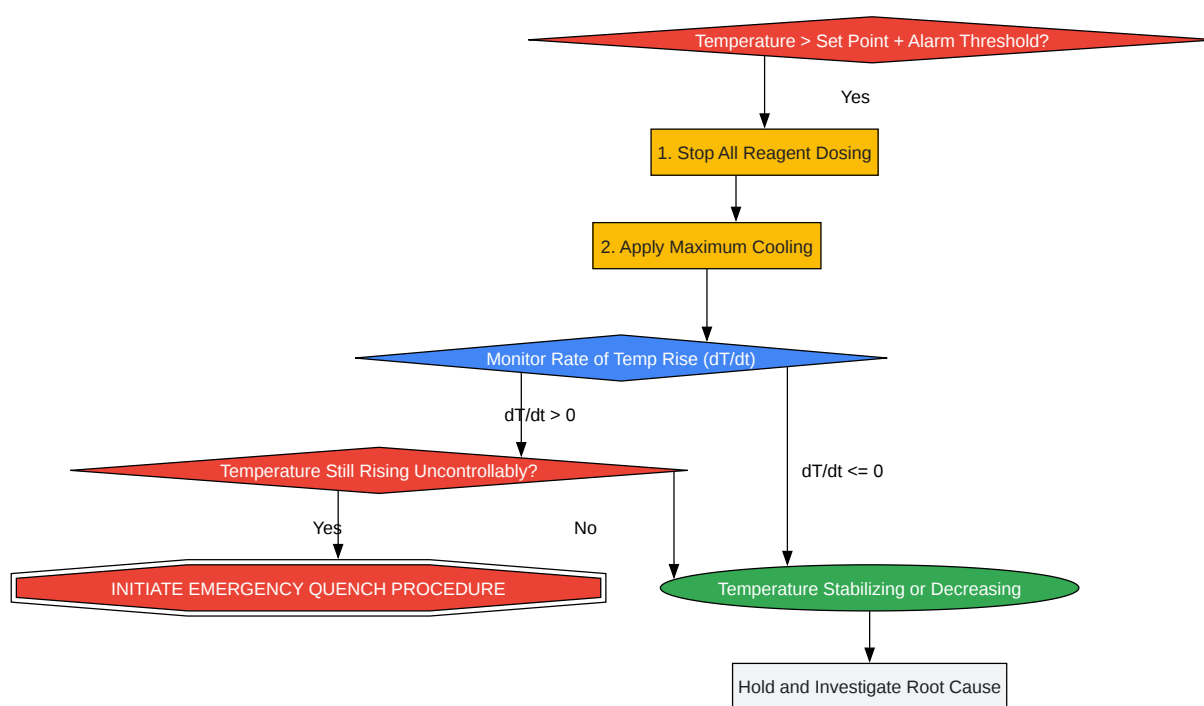 Temperature > Set Point + Alarm Threshold?
Yes
1. Stop All Reagent Dosing
2. Apply Maximum Cooling
Monitor Rate of Temp Rise (dT/dt)
dT/dt > 0
Temperature Still Rising Uncontrollably?
dT/dt <= 0
Yes
No
INITIATE EMERGENCY QUENCH PROCEDURE
Temperature Stabilizing or Decreasing
Hold and Investigate Root Cause